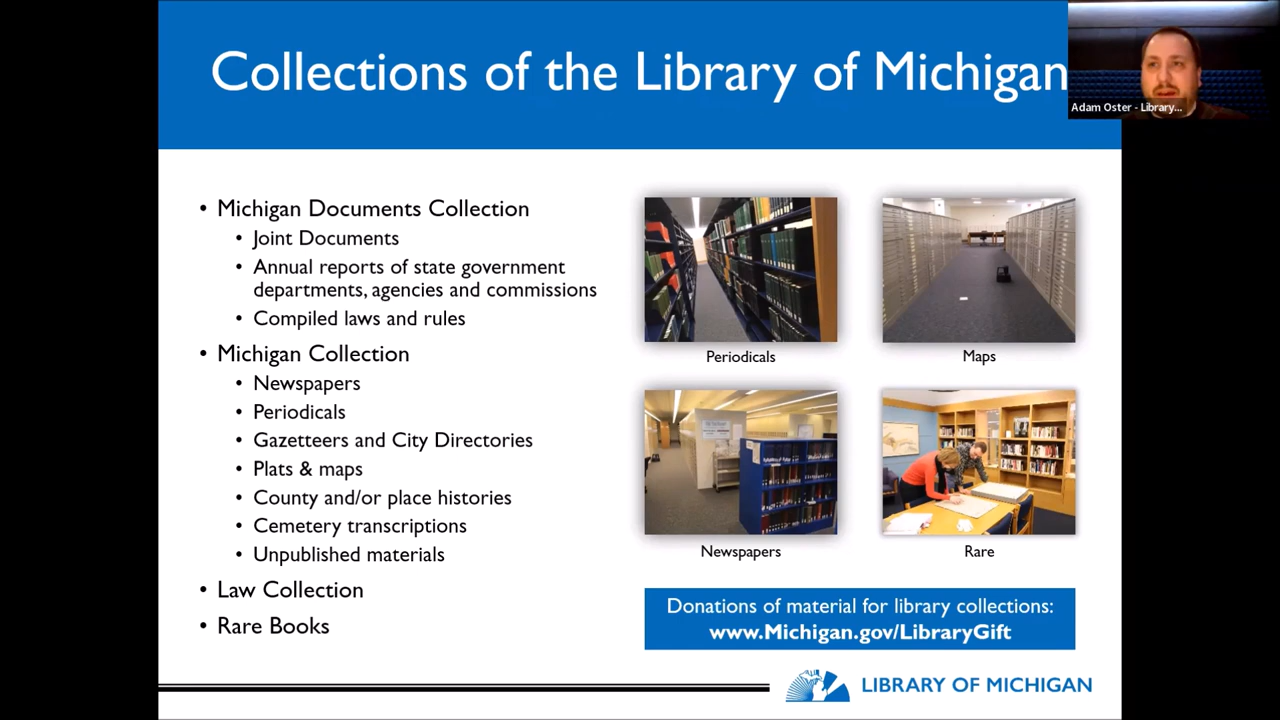 Collections of the Library of Michigan
Adam Oster - Library...
• Michigan Documents Collection
• Joint Documents
• Annual reports of state government
departments, agencies and commissions
• Compiled laws and rules
• Michigan Collection
• Newspapers
• Periodicals
• Gazetteers and City Directories
• Plats & maps
• County and/or place histories
• Cemetery transcriptions
• Unpublished materials
• Law Collection
• Rare Books
Periodicals
Maps
Newspapers
Rare
Donations of material for library collections:
www.Michigan.gov/LibraryGift
LIBRARY OF MICHIGAN